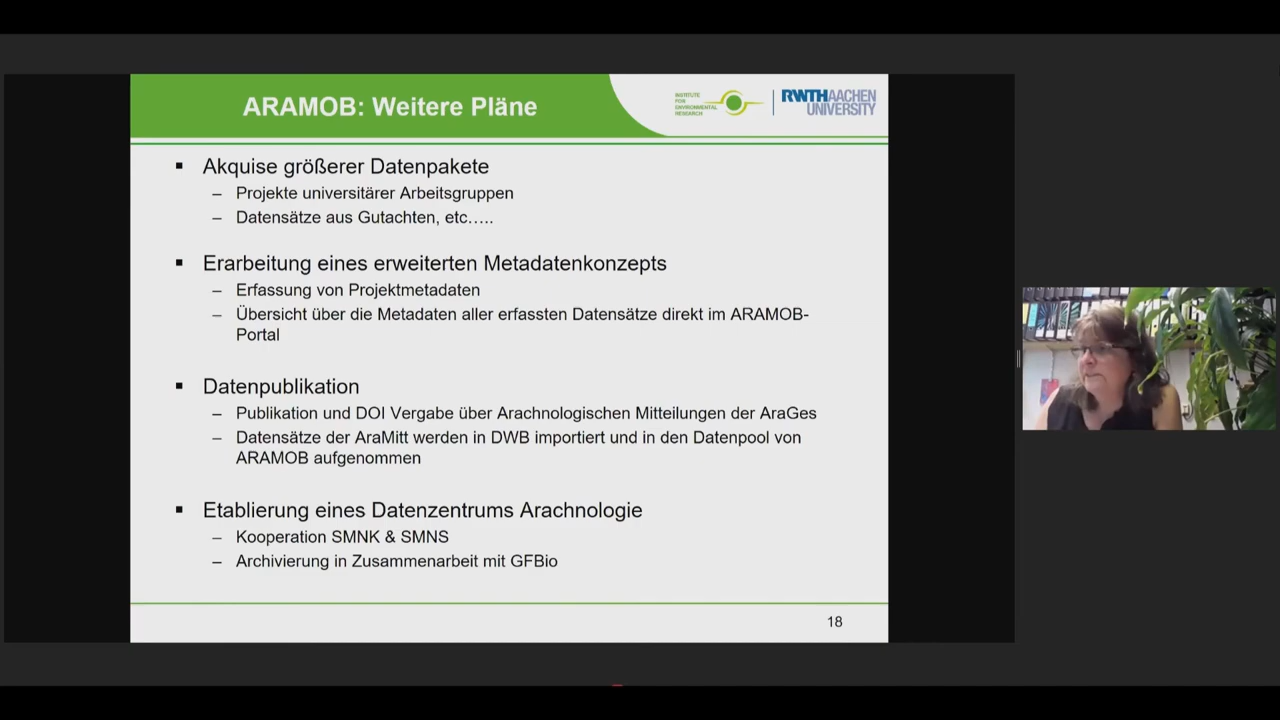 ARAMOB: Weitere Pläne
INSTITUTE
FOR
ENVIRONMENTAL
RESEARCH
RWTHAACHEN
UNIVERSITY
▪ Akquise größerer Datenpakete
– Projekte universitärer Arbeitsgruppen
– Datensätze aus Gutachten, etc…..
▪ Erarbeitung eines erweiterten Metadatenkonzepts
– Erfassung von Projektmetadaten
– Übersicht über die Metadaten aller erfassten Datensätze direkt im ARAMOB-
Portal
▪ Datenpublikation
– Publikation und DOI Vergabe über Arachnologischen Mitteilungen der AraGes
– Datensätze der AraMitt werden in DWB importiert und in den Datenpool von
ARAMOB aufgenommen
▪ Etablierung eines Datenzentrums Arachnologie
– Kooperation SMNK & SMNS
– Archivierung in Zusammenarbeit mit GFBio
18